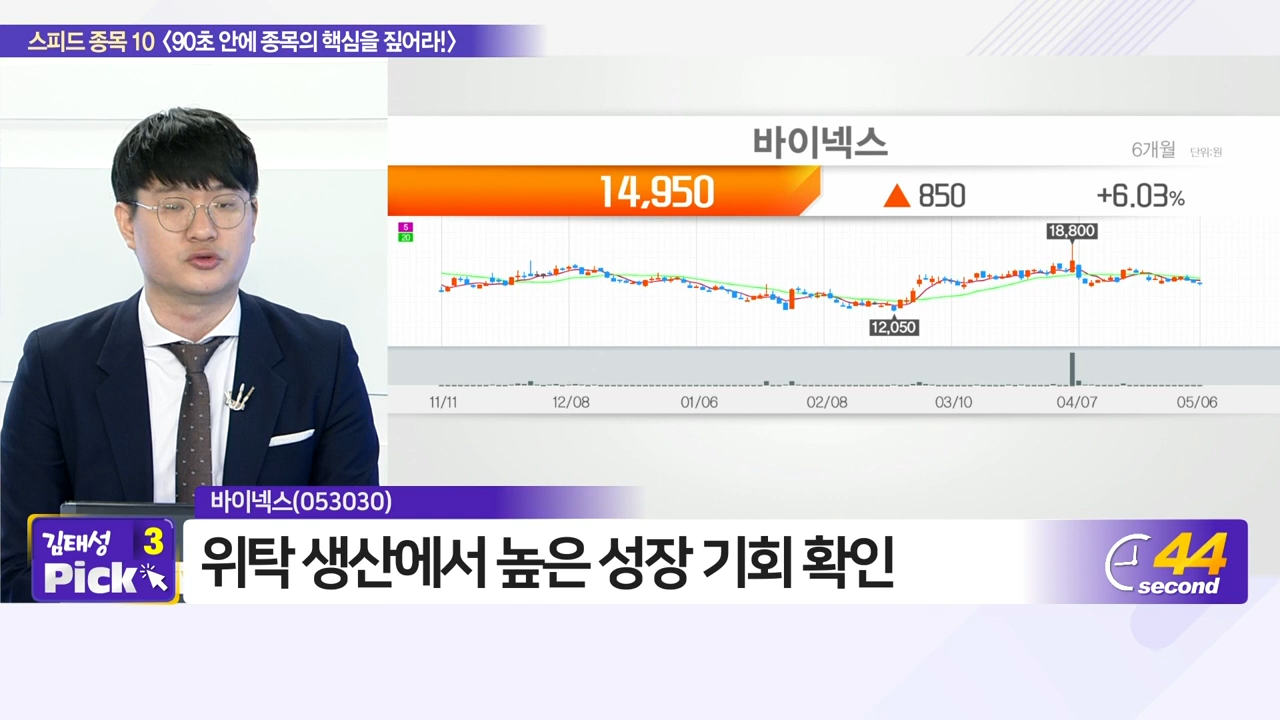 스피드 종목 10 〈90초 안에 종목의 핵심을 짚어라!〉
바이넥스
6개월 단위:원
14,950 ▲ 850 +6.03%
5
20
18,800
12,050
11/11 12/08 01/06 02/08 03/10 04/07 05/06
바이넥스(053030)
김태성 3
Pick
위탁 생산에서 높은 성장 기회 확인
44
second